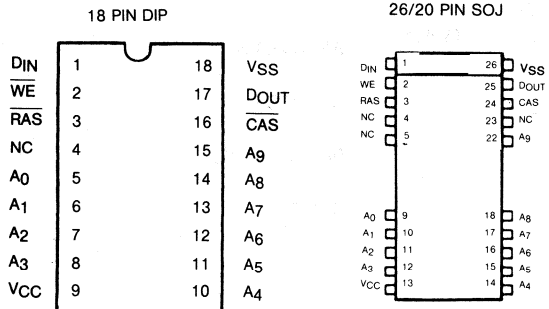 18 PIN DIP
DIN 1 18 VSS
WE 2 17 DOUT
RAS 3 16 CAS
NC 4 15 A9
A0 5 14 A8
A1 6 13 A7
A2 7 12 A6
A3 8 11 A5
VCC 9 10 A4
26/20 PIN SOJ
DIN 1 26 VSS
WE 2 25 DOUT
RAS 3 24 CAS
NC 4 23 NC
NC 5 22 A9
A0 9 18 A8
A1 10 17 A7
A2 11 16 A6
A3 12 15 A5
VCC 13 14 A4